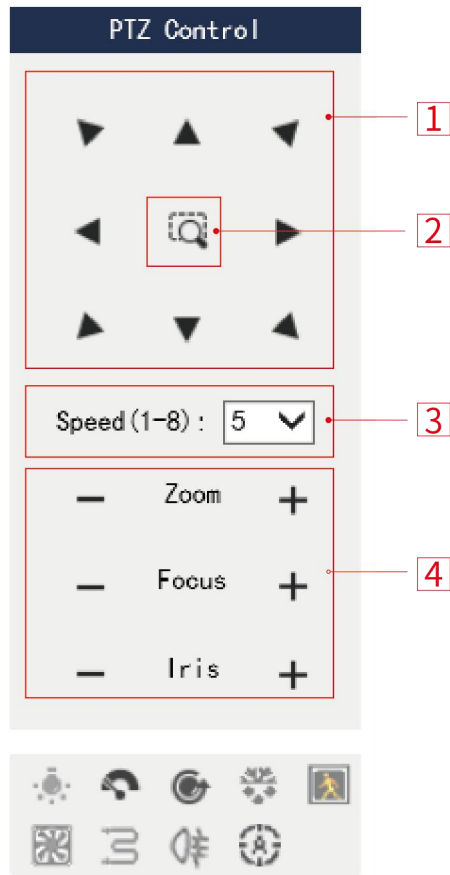 PTZ Control
1
2
Speed(1-8): 5
3
Zoom
4
Focus
Iris
A